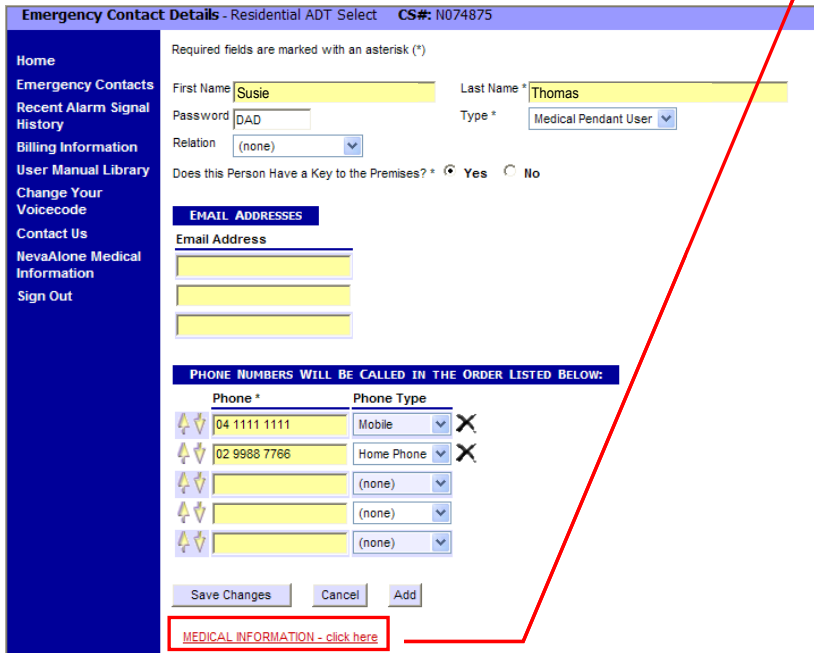 Emergency Contact Details - Residential ADT Select CS#: N074875
Home
Emergency Contacts
Recent Alarm Signal
History
Billing Information
User Manual Library
Change Your
Voicecode
Contact Us
NevaAlone Medical
Information
Sign Out
Required fields are marked with an asterisk (*)
First Name Susie Last Name * Thomas
Password DAD Type * Medical Pendant User
Relation (none)
Does this Person Have a Key to the Premises? * Yes No
EMAIL ADDRESSES
Email Address
PHONE NUMBERS WILL BE CALLED IN THE ORDER LISTED BELOW:
Phone * Phone Type
04 1111 1111 Mobile
02 9988 7766 Home Phone
(none)
(none)
(none)
Save Changes Cancel Add
MEDICAL INFORMATION - click here